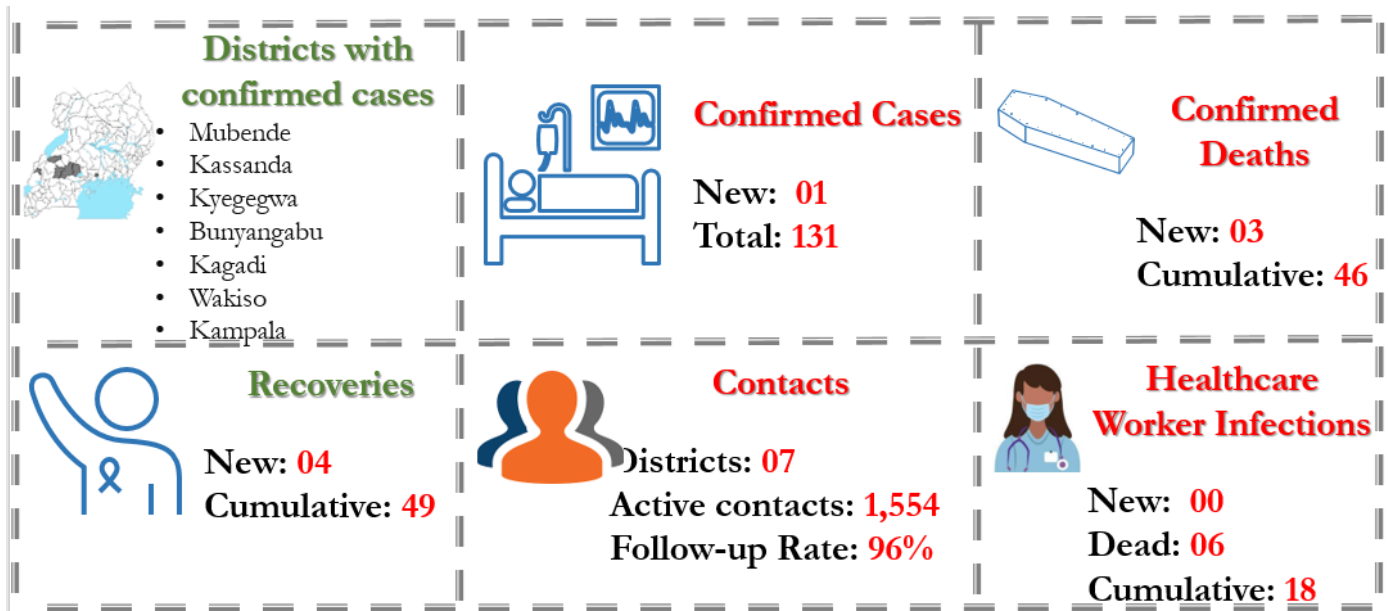 Districts with
confirmed cases
• Mubende
• Kassanda
• Kyegegwa
• Bunyangabu
• Kagadi
• Wakiso
• Kampala
Confirmed Cases
New: 01
Total: 131
Confirmed
Deaths
New: 03
Cumulative: 46
Recoveries
New: 04
Cumulative: 49
Contacts
Districts: 07
Active contacts: 1,554
Follow-up Rate: 96%
Healthcare
Worker Infections
New: 00
Dead: 06
Cumulative: 18